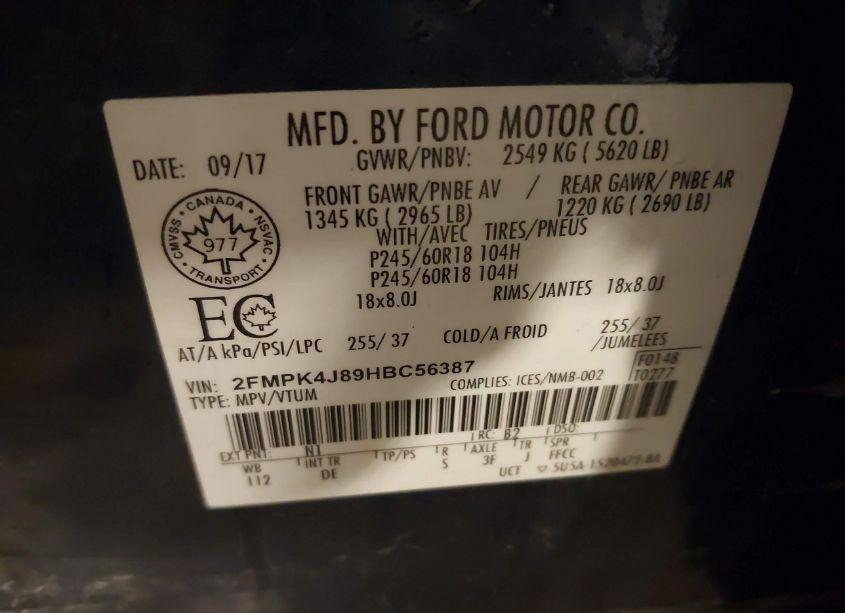 MFD. BY FORD MOTOR CO.
DATE: 09/17 GVWR/PNBV: 2549 KG ( 5620 LB)
FRONT GAWR/PNBE AV / REAR GAWR/ PNBE AR
1345 KG ( 2965 LB) 1220 KG ( 2690 LB)
WITH/AVEC TIRES/PNEUS
P245/60R18 104H
P245/60R18 104H
18x8.0J RIMS/JANTES 18x8.0J
CANADA
CMVSS NSVAC
977
TRANSPORT
EC
AT/A kPa/PSI/LPC 255/ 37 COLD/A FROID 255/ 37
/JUMELEES
VIN: 2FMPK4J89HBC56387 COMPLIES: ICES/NMB-002 F0148
TYPE: MPV/VTUM T0277
EXT PNT: N1 RC: B2 DSO:
WB INT TR TP/PS R AXLE TR SPR
112 DE S 3F J FFCC
UCT 5U5A-1520472-BA